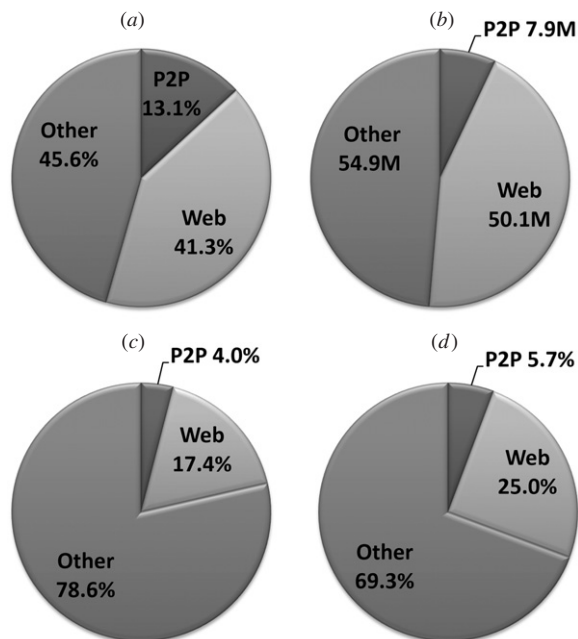 (a)
P2P
13.1%
Other
45.6%
Web
41.3%
(b)
P2P 7.9M
Other
54.9M
Web
50.1M
(c)
P2P 4.0%
Web
17.4%
Other
78.6%
(d)
P2P 5.7%
Web
25.0%
Other
69.3%